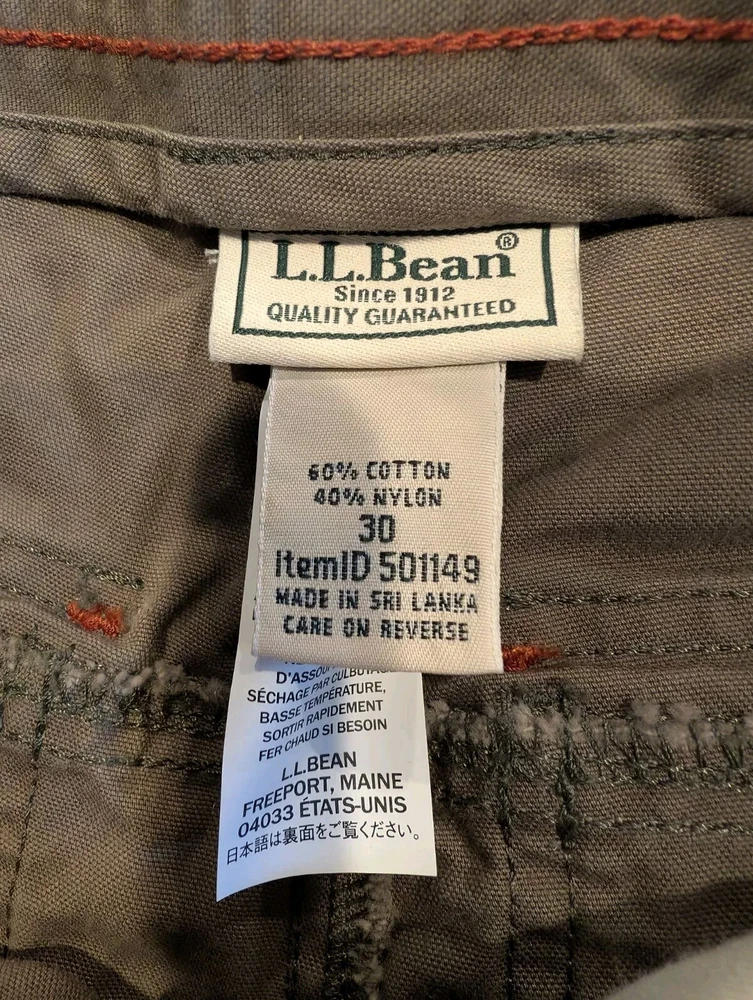 L.L.Bean®
Since 1912
QUALITY GUARANTEED
60% COTTON
40% NYLON
30
ItemID 501149
MADE IN SRI LANKA
CARE ON REVERSE
SÉCHAGE PAR CULBUTAGE
BASSE TEMPÉRATURE,
SORTIR RAPIDEMENT
FER CHAUD SI BESOIN
L.L.BEAN
FREEPORT, MAINE
04033 ÉTATS-UNIS
日本語は裏面をご覧ください。